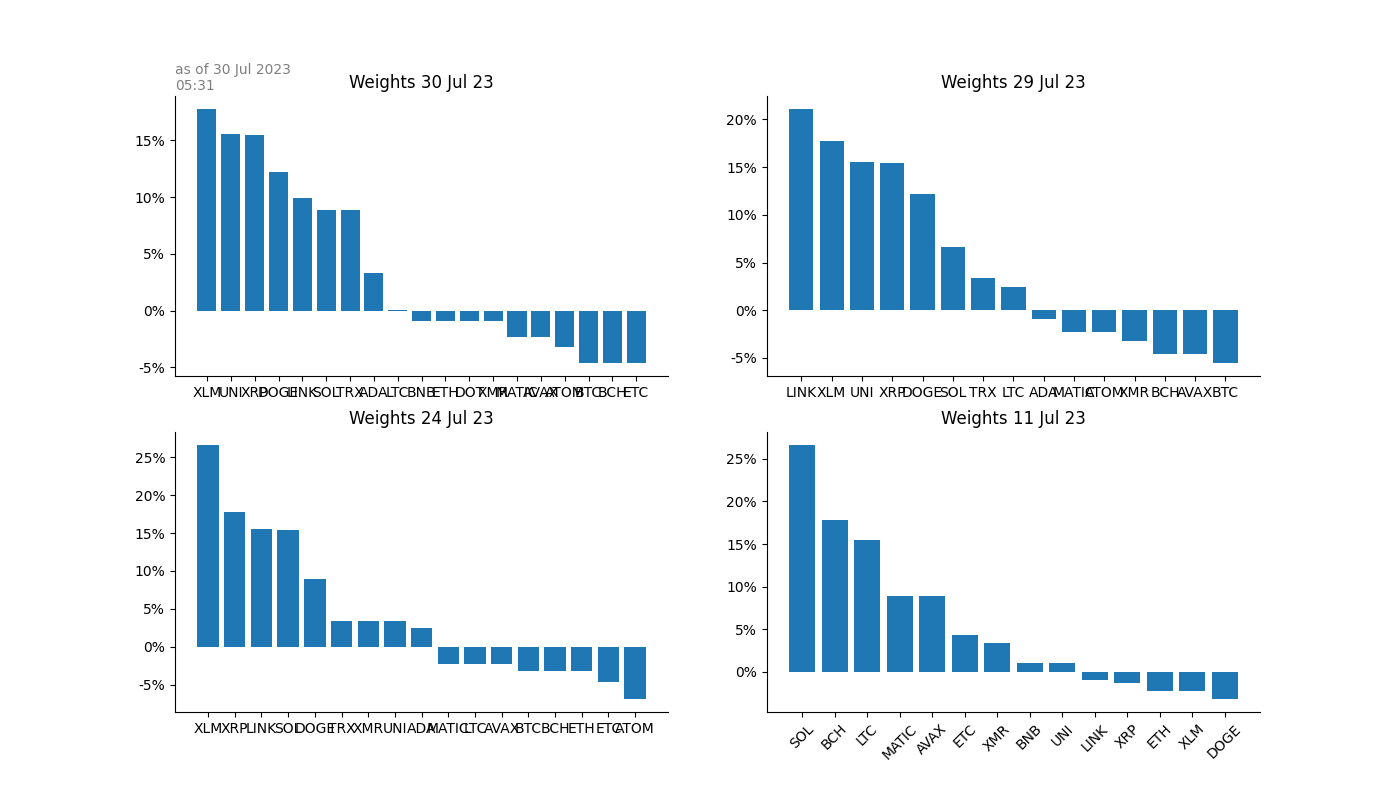 as of 30 Jul 2023
05:31
Weights 30 Jul 23
15%
10%
5%
0%
-5%
XLM UNI XRP DOGE LINK SOL TRX ADA LTC BNB ETH DOT XMR MATIC AVAX ATOM BTC BCH ETC
Weights 29 Jul 23
20%
15%
10%
5%
0%
-5%
LINK XLM UNI XRP DOGE SOL TRX LTC ADA MATIC ATOM XMR BCH AVAX BTC
Weights 24 Jul 23
25%
20%
15%
10%
5%
0%
-5%
XLM XRP LINK SOL DOGE TRX XMR UNI ADA MATIC LTC AVAX BTC BCH ETH ETC ATOM
Weights 11 Jul 23
25%
20%
15%
10%
5%
0%
SOL BCH LTC MATIC AVAX ETC XMR BNB UNI LINK XRP ETH XLM DOGE